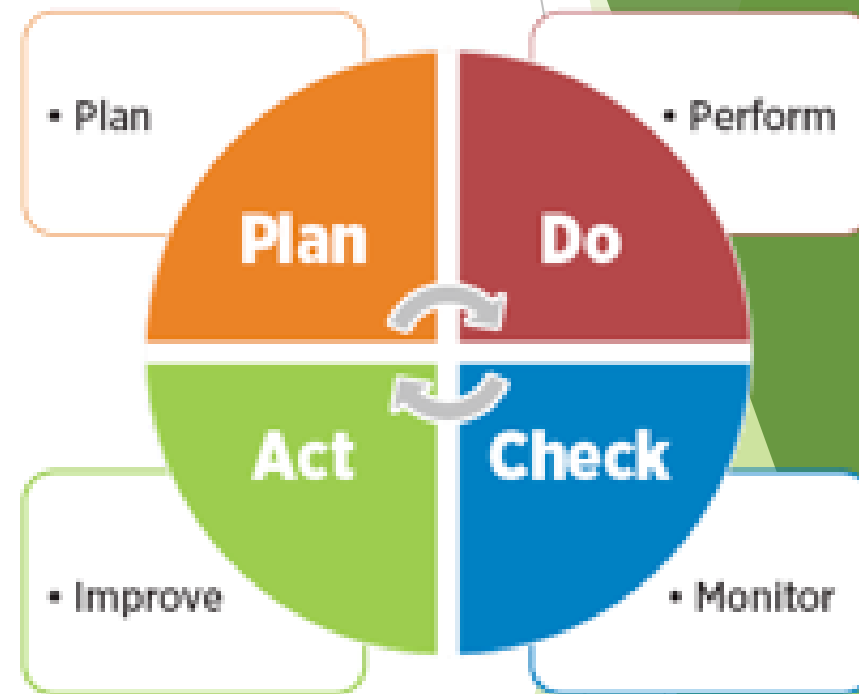 • Plan
• Perform
Plan
Do
Act
Check
• Improve
• Monitor